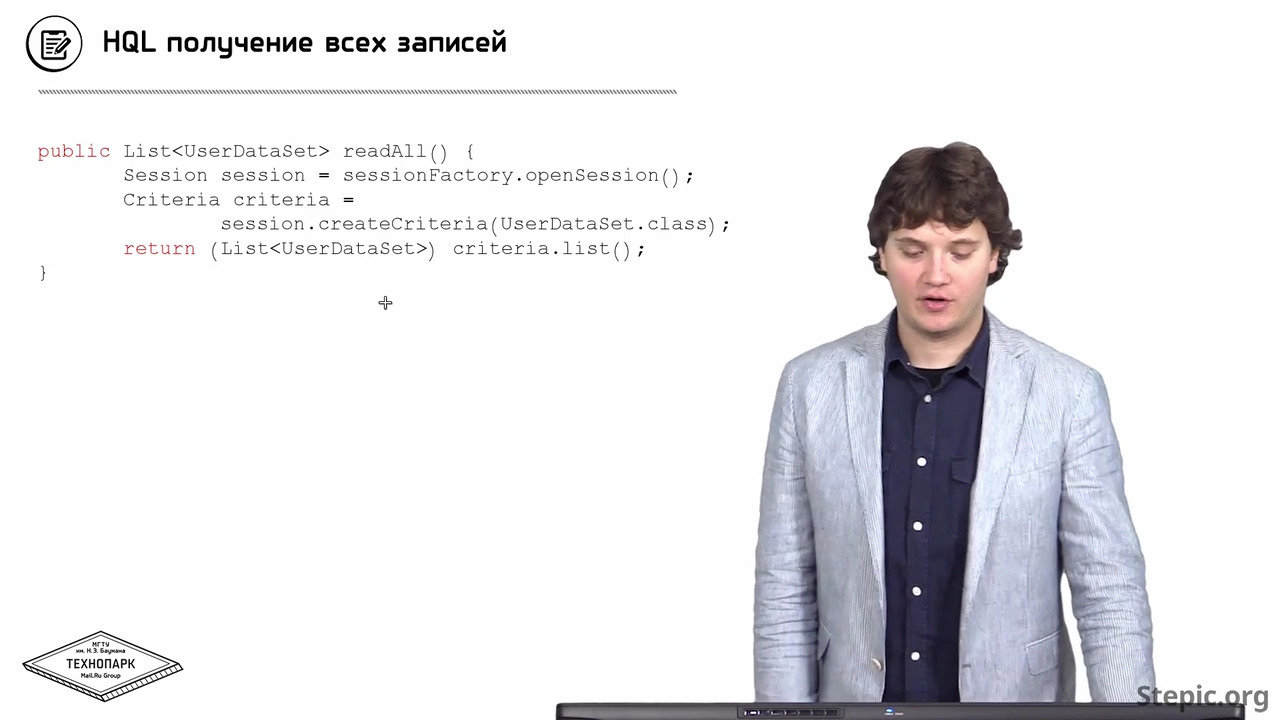 HQL получение всех записей
public List<UserDataSet> readAll() {
Session session = sessionFactory.openSession();
Criteria criteria =
session.createCriteria(UserDataSet.class);
return (List<UserDataSet>) criteria.list();
}
МГТУ
им. Н.Э. Баумана
ТЕХНОПАРК
Mail.Ru Group
Stepic.org